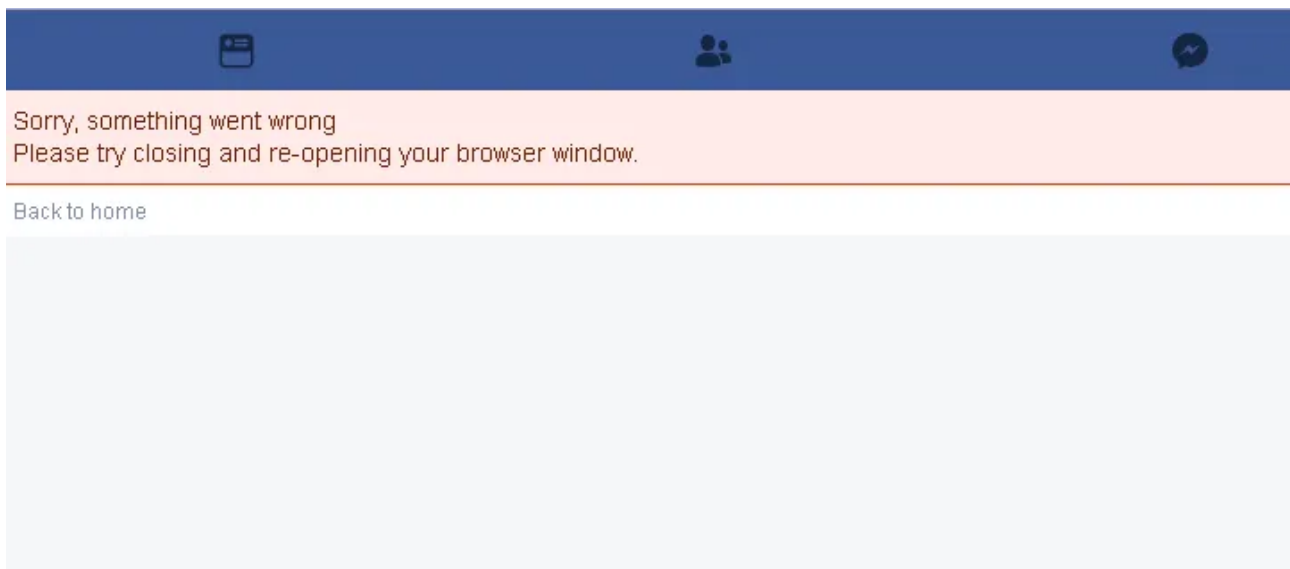 Sorry, something went wrong
Please try closing and re-opening your browser window.
Back to home